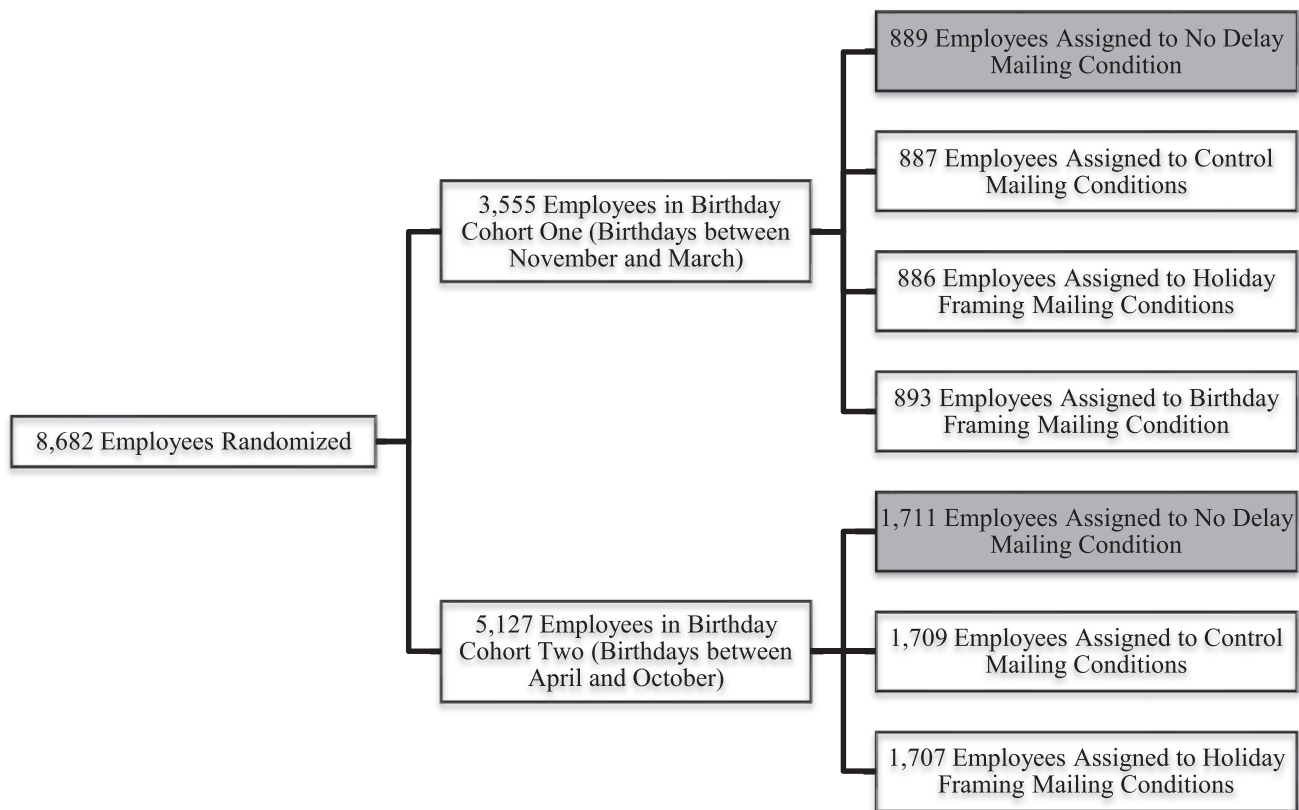 8,682 Employees Randomized
3,555 Employees in Birthday
Cohort One (Birthdays between
November and March)
889 Employees Assigned to No Delay
Mailing Condition
887 Employees Assigned to Control
Mailing Conditions
886 Employees Assigned to Holiday
Framing Mailing Conditions
893 Employees Assigned to Birthday
Framing Mailing Condition
5,127 Employees in Birthday
Cohort Two (Birthdays between
April and October)
1,711 Employees Assigned to No Delay
Mailing Condition
1,709 Employees Assigned to Control
Mailing Conditions
1,707 Employees Assigned to Holiday
Framing Mailing Conditions